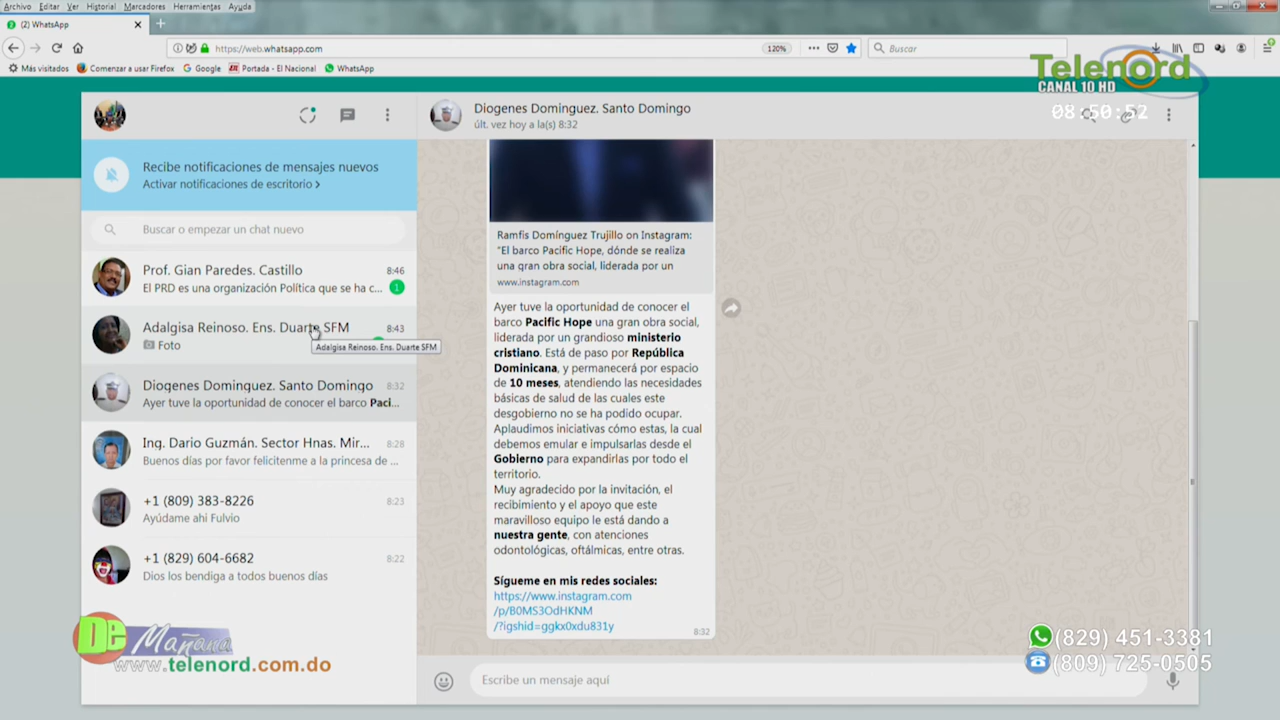 Archivo Editar Ver Historial Marcadores Herramientas Ayuda
(2) WhatsApp
https://web.whatsapp.com
120%
Buscar
Más visitados
Comenzar a usar Firefox
Google
Portada - El Nacional
WhatsApp
Telenord
CANAL 10 HD
08:50:52
Diogenes Dominguez. Santo Domingo
últ. vez hoy a la(s) 8:32
Recibe notificaciones de mensajes nuevos
Activar notificaciones de escritorio >
Buscar o empezar un chat nuevo
Prof. Gian Paredes. Castillo 8:46
El PRD es una organización Política que se ha c... 1
Adalgisa Reinoso. Ens. Duarte SFM 8:43
Foto
Adalgisa Reinoso. Ens. Duarte SFM
Diogenes Dominguez. Santo Domingo 8:32
Ayer tuve la oportunidad de conocer el barco Paci...
Ing. Dario Guzmán. Sector Hnas. Mir... 8:28
Buenos días por favor felicitenme a la princesa de ...
+1 (809) 383-8226 8:23
Ayúdame ahi Fulvio
+1 (829) 604-6682 8:22
Dios los bendiga a todos buenos días
Ramfis Domínguez Trujillo on Instagram:
"El barco Pacific Hope, dónde se realiza
una gran obra social, liderada por un
www.instagram.com
Ayer tuve la oportunidad de conocer el
barco Pacific Hope una gran obra social,
liderada por un grandioso ministerio
cristiano. Está de paso por República
Dominicana, y permanecerá por espacio
de 10 meses, atendiendo las necesidades
básicas de salud de las cuales este
desgobierno no se ha podido ocupar.
Aplaudimos iniciativas cómo estas, la cual
debemos emular e impulsarlas desde el
Gobierno para expandirlas por todo el
territorio.
Muy agradecido por la invitación, el
recibimiento y el apoyo que este
maravilloso equipo le está dando a
nuestra gente, con atenciones
odontológicas, oftálmicas, entre otras.
Sígueme en mis redes sociales:
https://www.instagram.com
/p/B0MS3OdHKNM
/?igshid=ggkx0xdu831y
8:32
Escribe un mensaje aquí
De Mañana
www.telenord.com.do
(829) 451-3381
(809) 725-0505